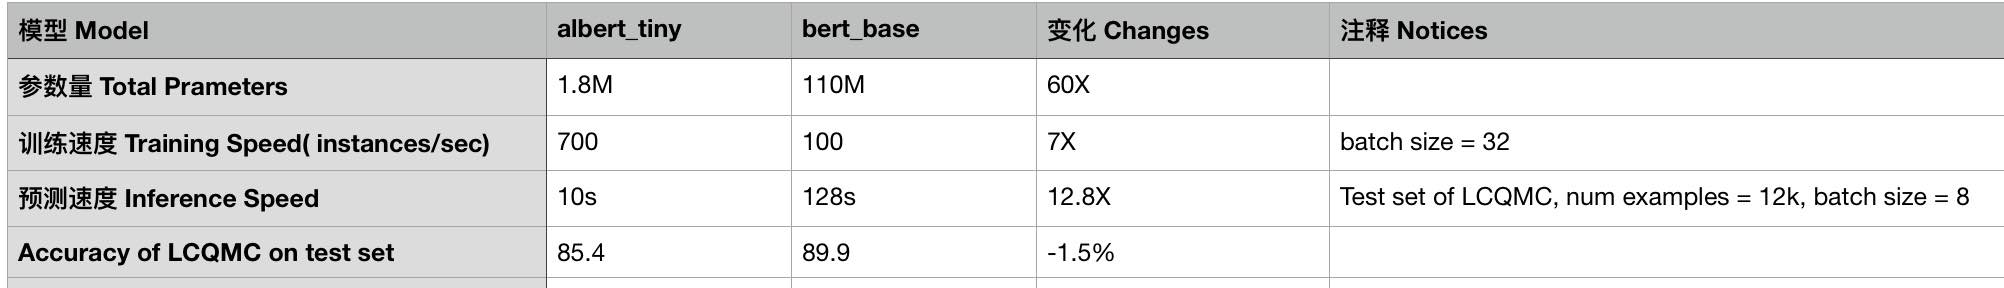 模型 Model albert_tiny bert_base 变化 Changes 注释 Notices
参数量 Total Prameters 1.8M 110M 60X
训练速度 Training Speed( instances/sec) 700 100 7X batch size = 32
预测速度 Inference Speed 10s 128s 12.8X Test set of LCQMC, num examples = 12k, batch size = 8
Accuracy of LCQMC on test set 85.4 89.9 -1.5%